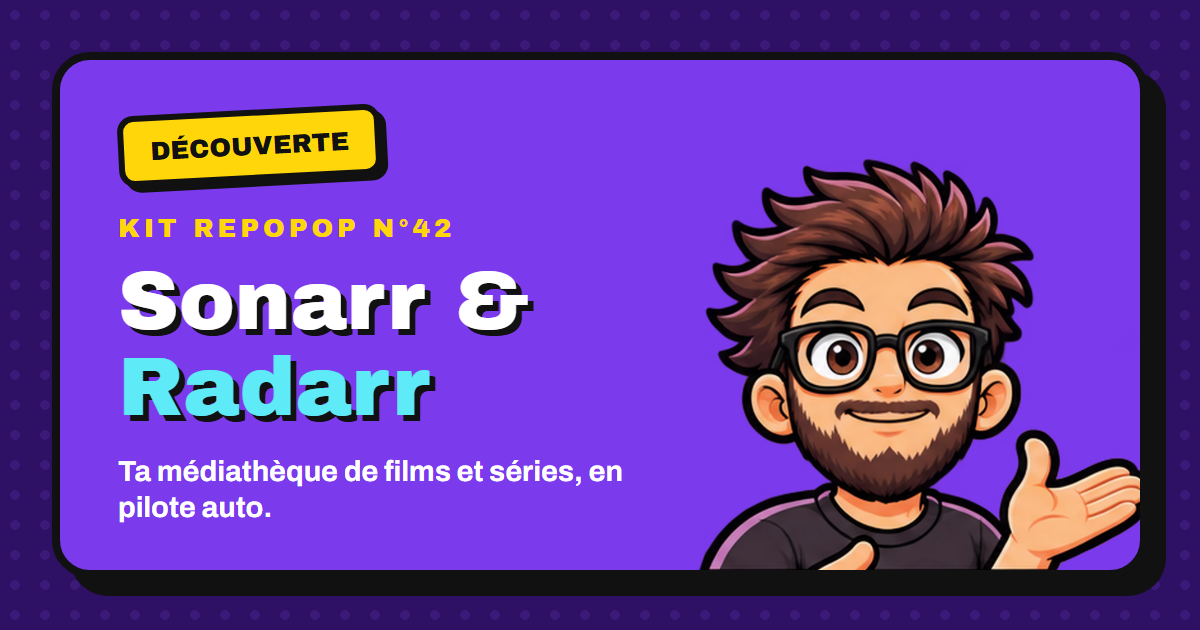 DÉCOUVERTE
KIT REPOPOP N°42
Sonarr &
Radarr
Ta médiathèque de films et séries, en
pilote auto.